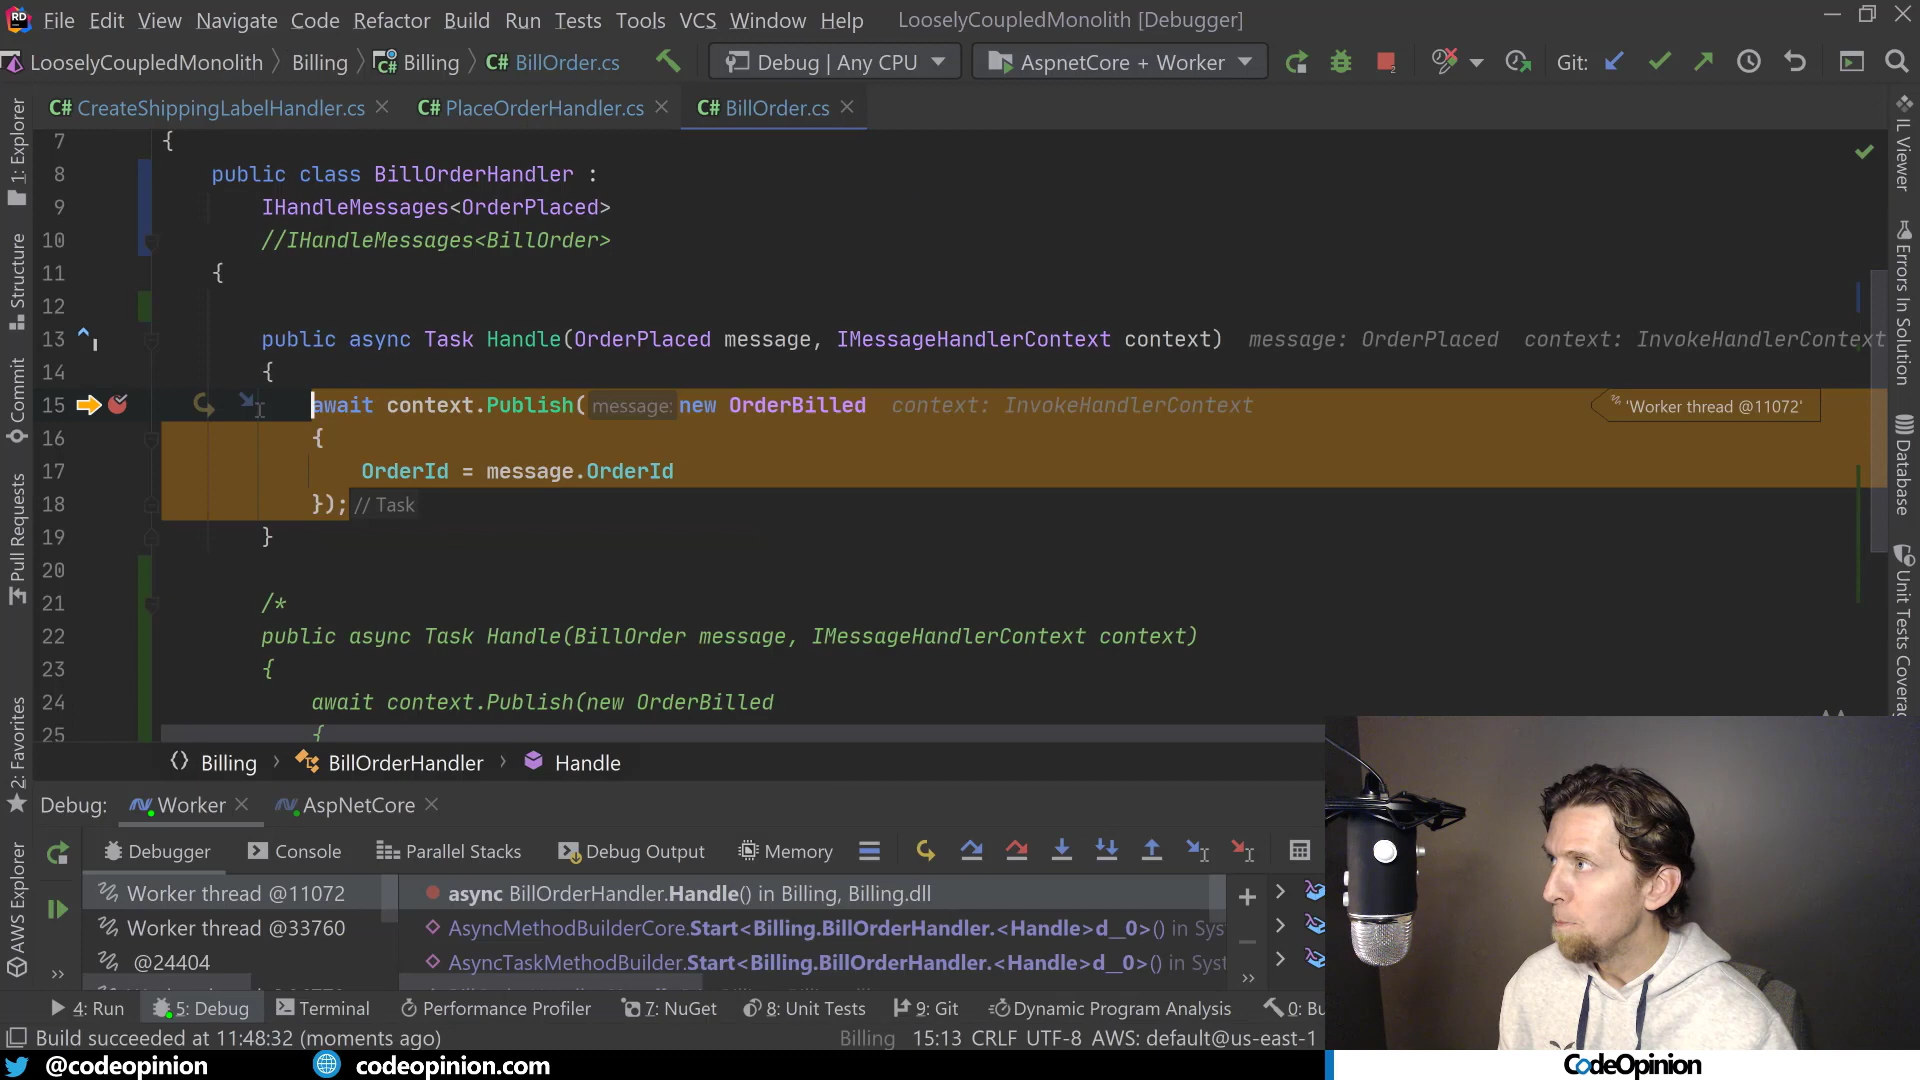 File Edit View Navigate Code Refactor Build Run Tests Tools VCS Window Help LooselyCoupledMonolith [Debugger]
LooselyCoupledMonolith Billing Billing C# BillOrder.cs Debug | Any CPU AspnetCore + Worker Git:
C# CreateShippingLabelHandler.cs C# PlaceOrderHandler.cs C# BillOrder.cs
7 {
8 public class BillOrderHandler :
9 IHandleMessages<OrderPlaced>
10 //IHandleMessages<BillOrder>
11 {
12
13 public async Task Handle(OrderPlaced message, IMessageHandlerContext context) message: OrderPlaced context: InvokeHandlerContext
14 {
15 await context.Publish( message: new OrderBilled context: InvokeHandlerContext 'Worker thread @11072'
16 {
17 OrderId = message.OrderId
18 }); // Task
19 }
20
21 /*
22 public async Task Handle(BillOrder message, IMessageHandlerContext context)
23 {
24 await context.Publish(new OrderBilled
25 {
1: Explorer
Structure
Commit
Pull Requests
2: Favorites
AWS Explorer
IL Viewer
Errors In Solution
Database
Unit Tests Coverage
Billing BillOrderHandler Handle
Debug: Worker AspNetCore
Debugger Console Parallel Stacks Debug Output Memory
Worker thread @11072 async BillOrderHandler.Handle() in Billing, Billing.dll
Worker thread @33760 AsyncMethodBuilderCore.Start<Billing.BillOrderHandler.<Handle>d__0>() in Sys
@24404 AsyncTaskMethodBuilder.Start<Billing.BillOrderHandler.<Handle>d__0>() in Sys
4: Run 5: Debug Terminal Performance Profiler 7: NuGet 8: Unit Tests 9: Git Dynamic Program Analysis 0: Bu
Build succeeded at 11:48:32 (moments ago) Billing 15:13 CRLF UTF-8 AWS: default@us-east-1
@codeopinion codeopinion.com CodeOpinion